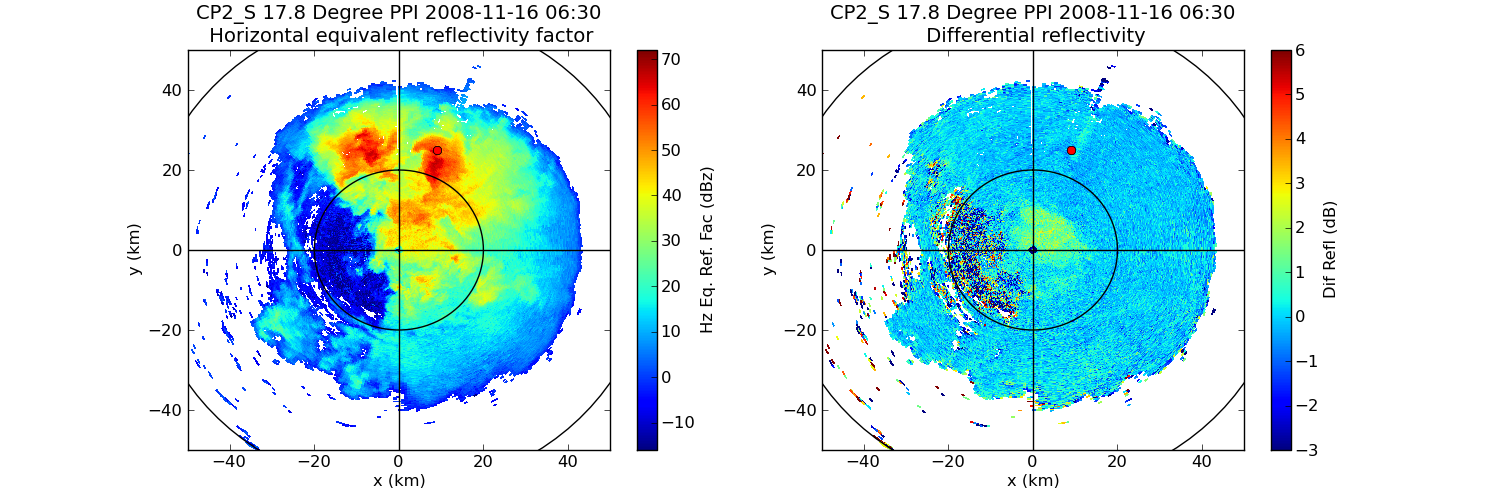 CP2_S 17.8 Degree PPI 2008-11-16 06:30
Horizontal equivalent reflectivity factor
40
20
0
−20
−40
y (km)
−40 −20 0 20 40
x (km)
70
60
50
40
30
20
10
0
−10
Hz Eq. Ref. Fac (dBz)
CP2_S 17.8 Degree PPI 2008-11-16 06:30
Differential reflectivity
40
20
0
−20
−40
y (km)
−40 −20 0 20 40
x (km)
6
5
4
3
2
1
0
−1
−2
−3
Dif Refl (dB)